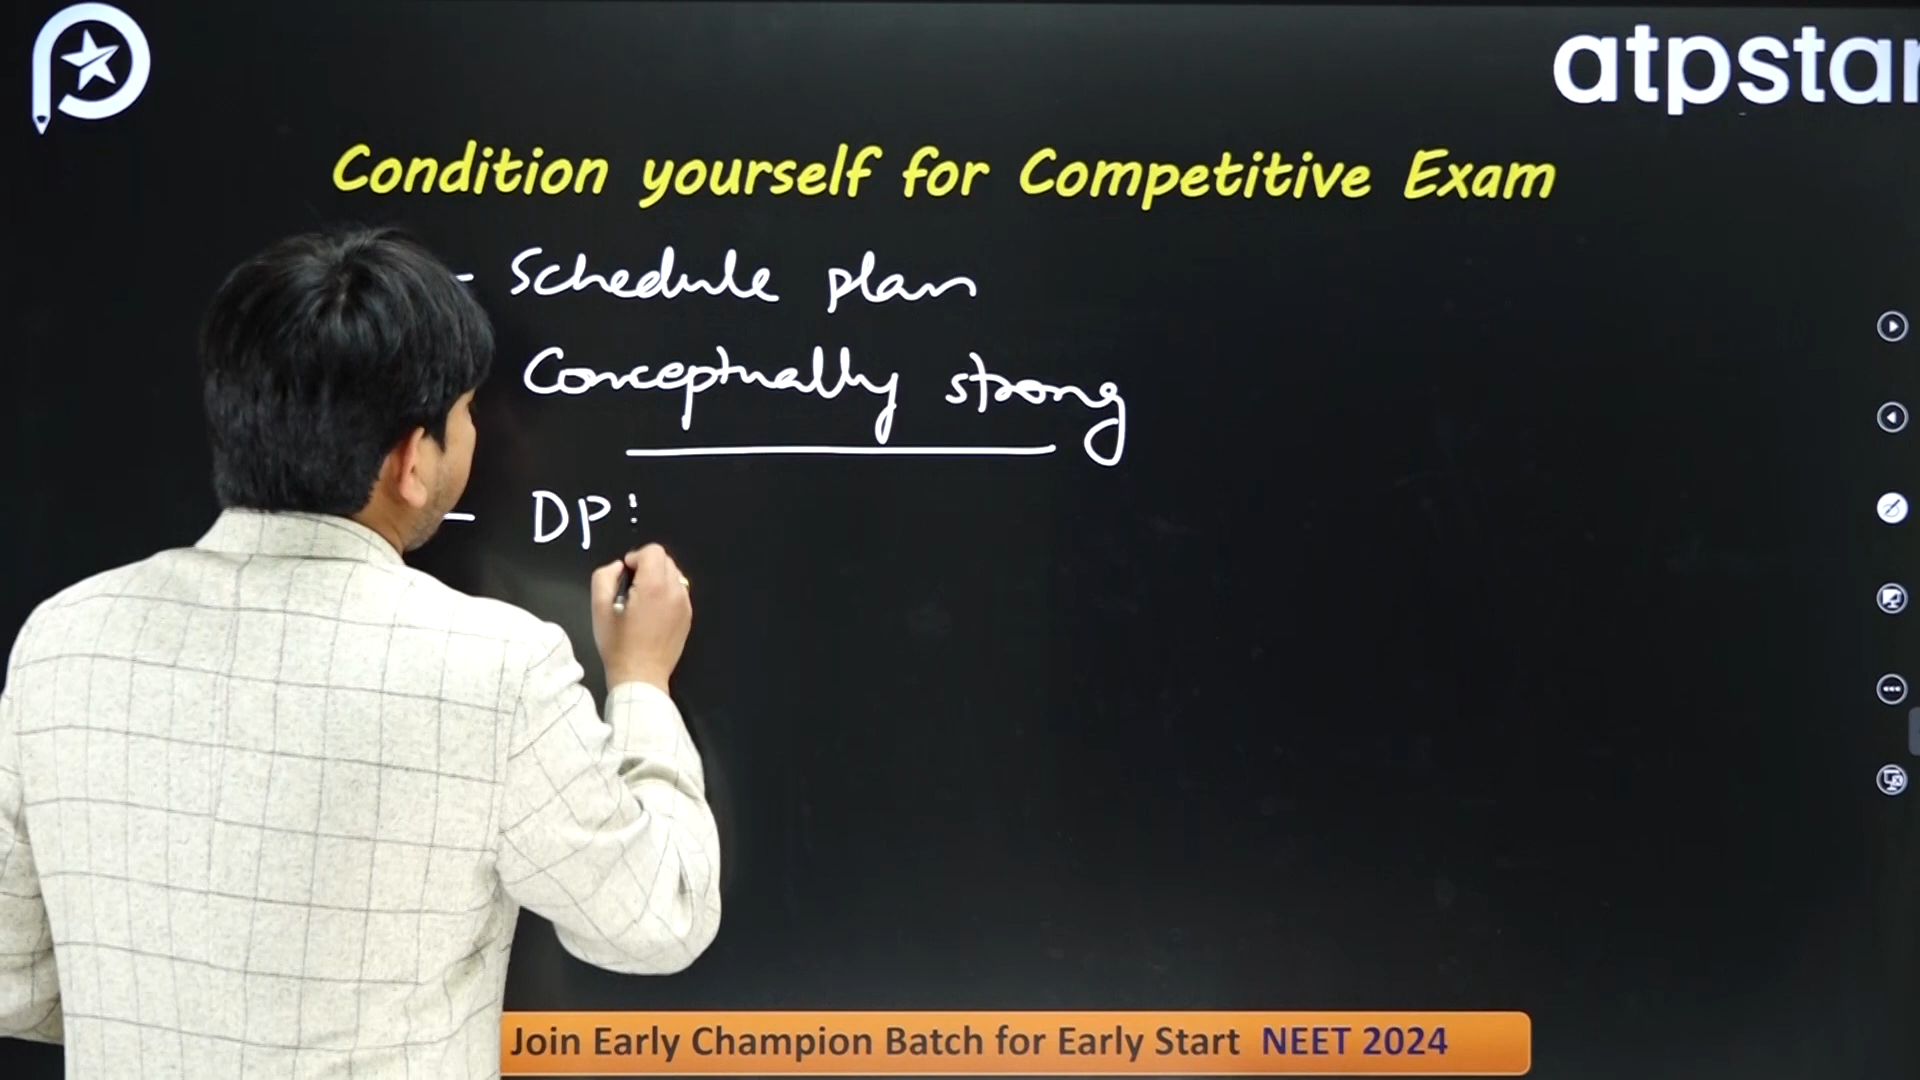 atpstar
Condition yourself for Competitive Exam
- Schedule plan
Conceptually strong
- DP
Join Early Champion Batch for Early Start NEET 2024